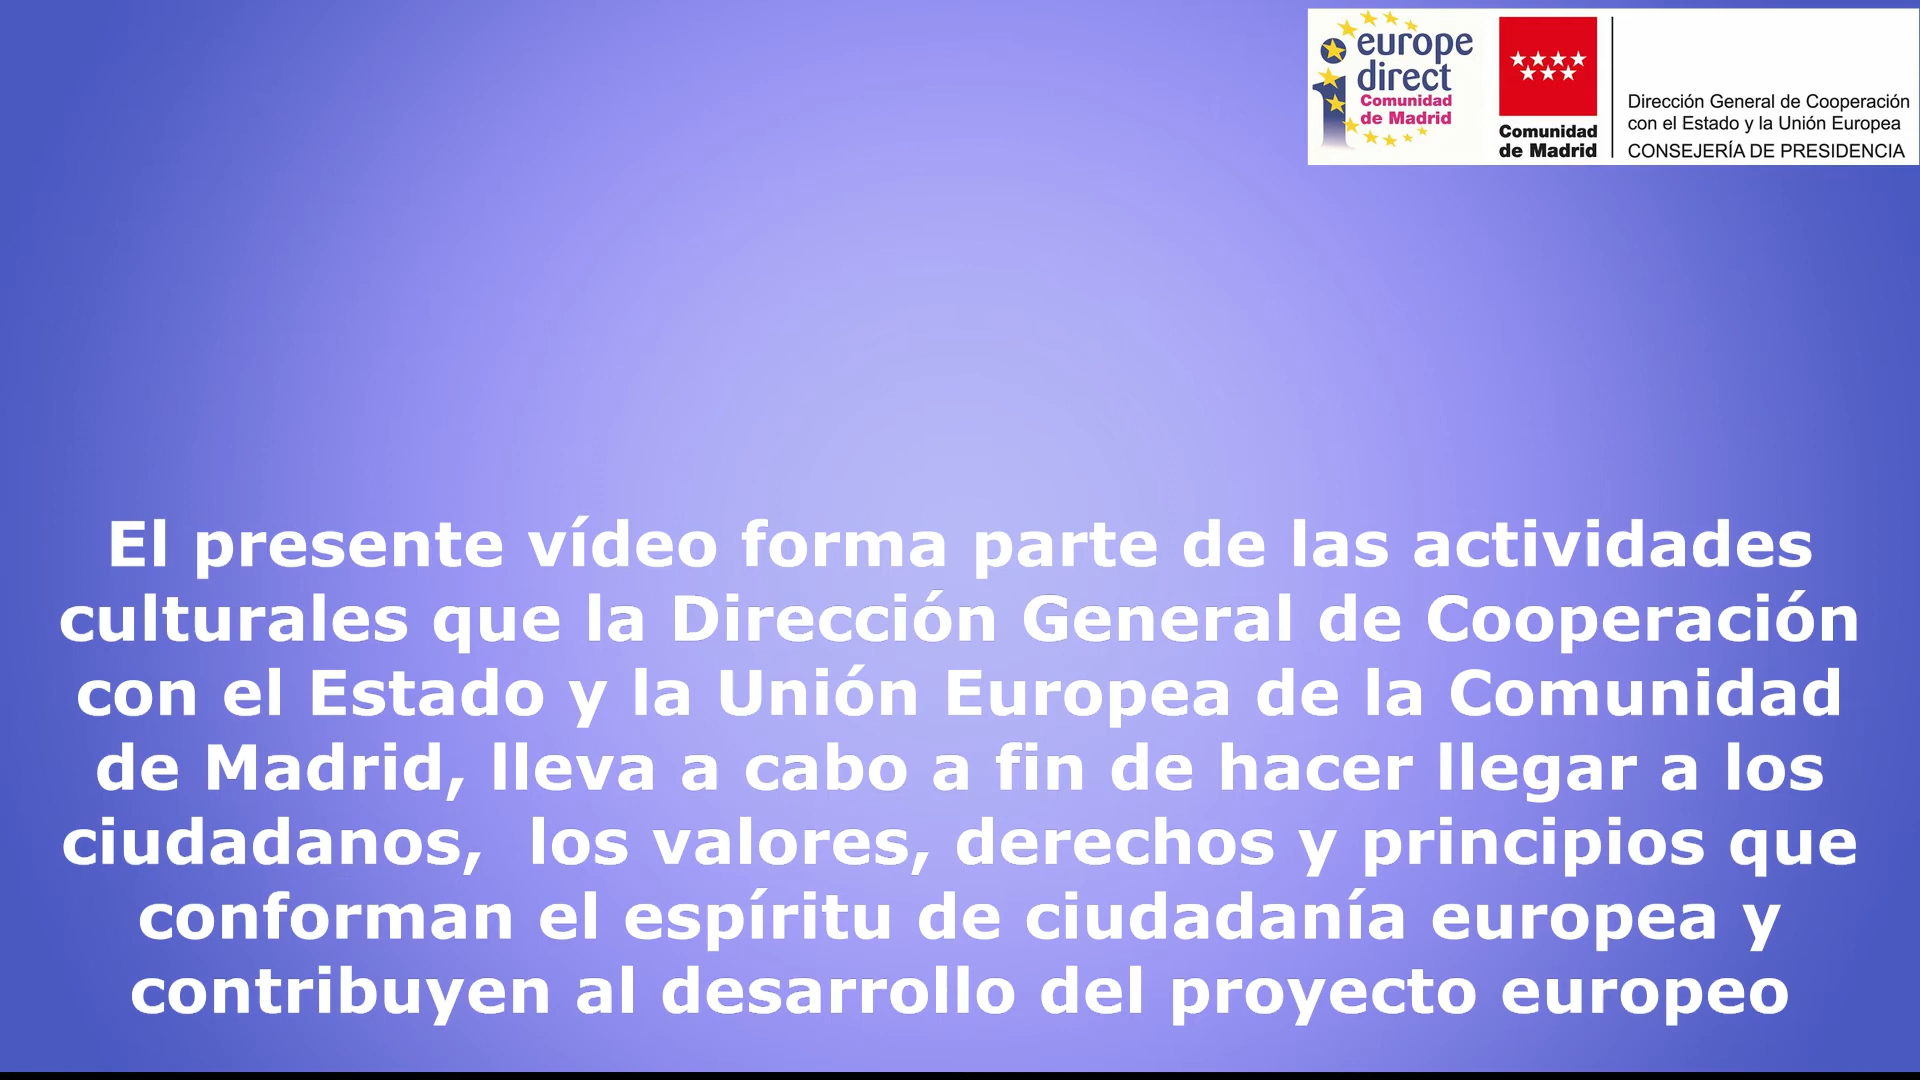 europe
direct
Comunidad
de Madrid
Comunidad
de Madrid
Dirección General de Cooperación
con el Estado y la Unión Europea
CONSEJERÍA DE PRESIDENCIA
El presente vídeo forma parte de las actividades
culturales que la Dirección General de Cooperación
con el Estado y la Unión Europea de la Comunidad
de Madrid, lleva a cabo a fin de hacer llegar a los
ciudadanos,  los valores, derechos y principios que
conforman el espíritu de ciudadanía europea y
contribuyen al desarrollo del proyecto europeo